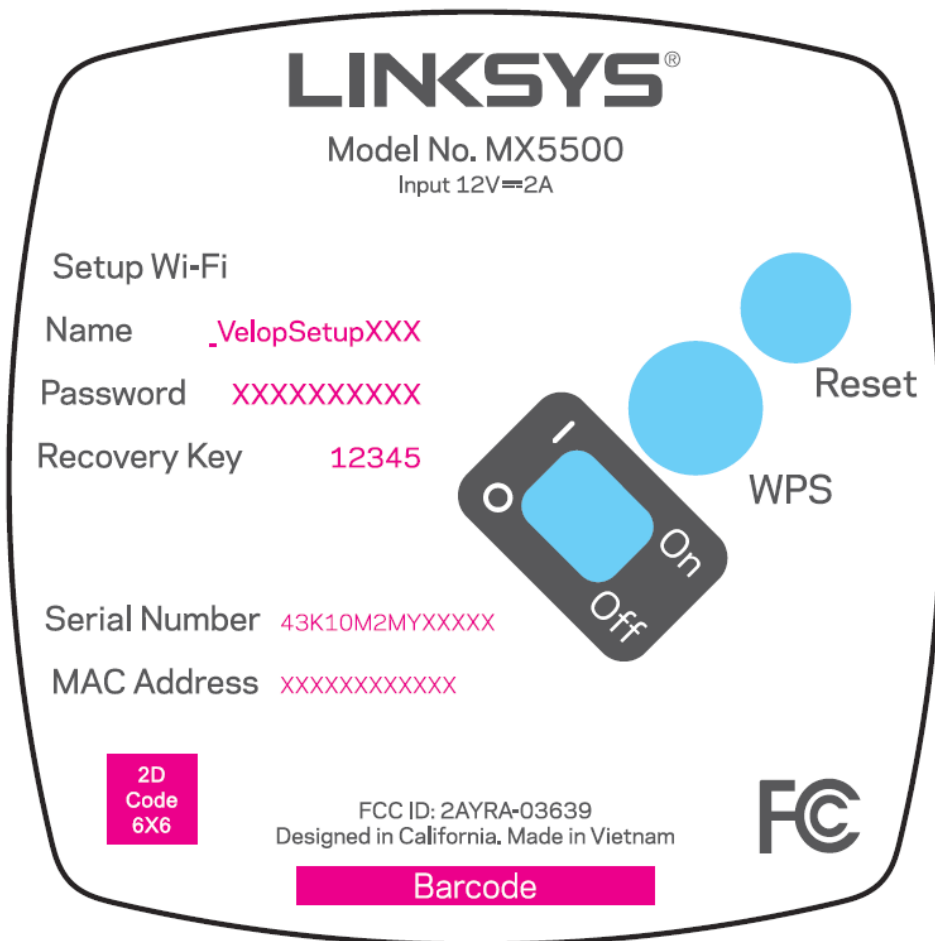 LINKSYS®
Model No. MX5500
Input 12V⎓2A
Setup Wi-Fi
Name _VelopSetupXXX
Password XXXXXXXXXX
Recovery Key 12345
Reset
WPS
I
O
On
Off
Serial Number 43K10M2MYXXXXX
MAC Address XXXXXXXXXXXX
2D
Code
6X6
FCC ID: 2AYRA-03639
Designed in California. Made in Vietnam
FC
Barcode